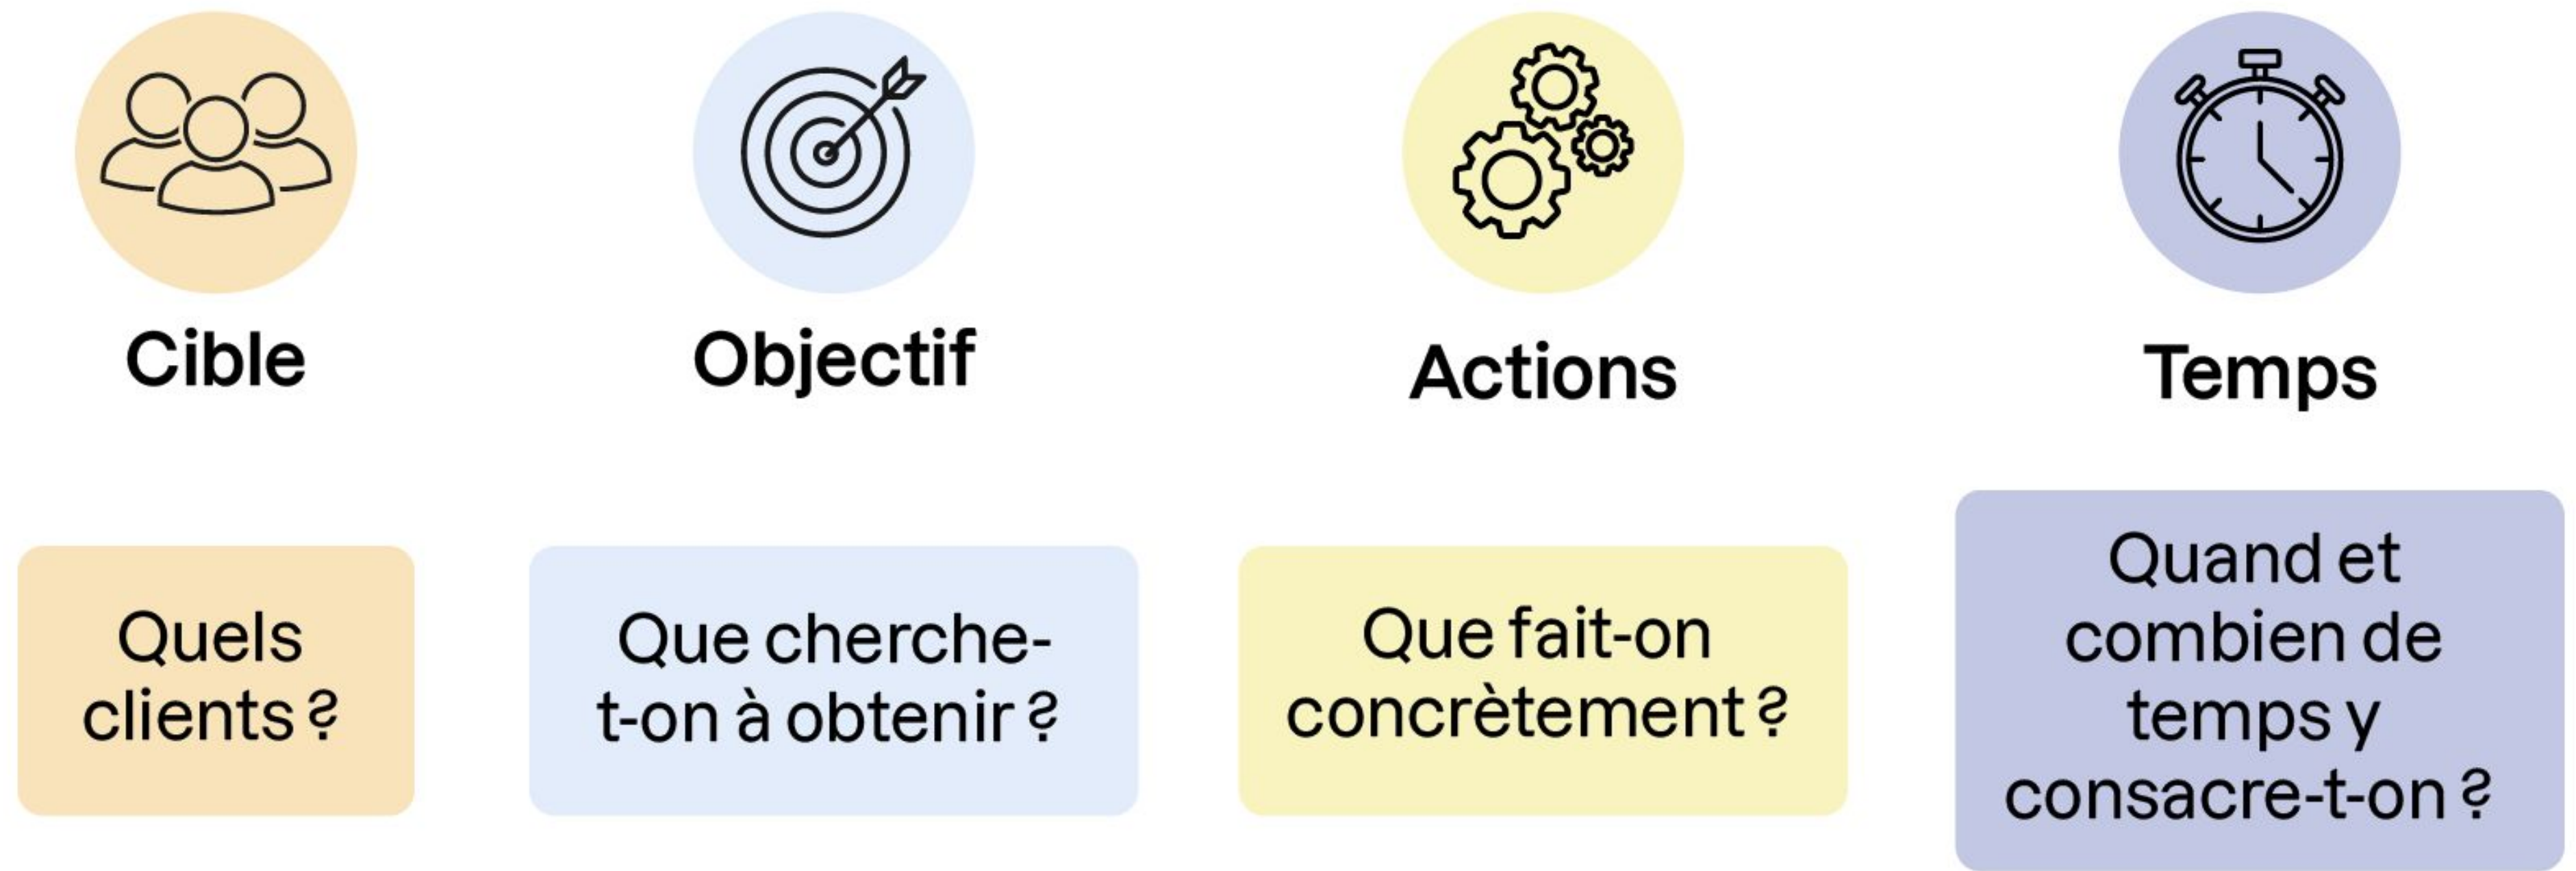 Cible
Objectif
Actions
Temps
Quels
clients ?
Que cherche-
t-on à obtenir ?
Que fait-on
concrètement ?
Quand et
combien de
temps y
consacre-t-on ?